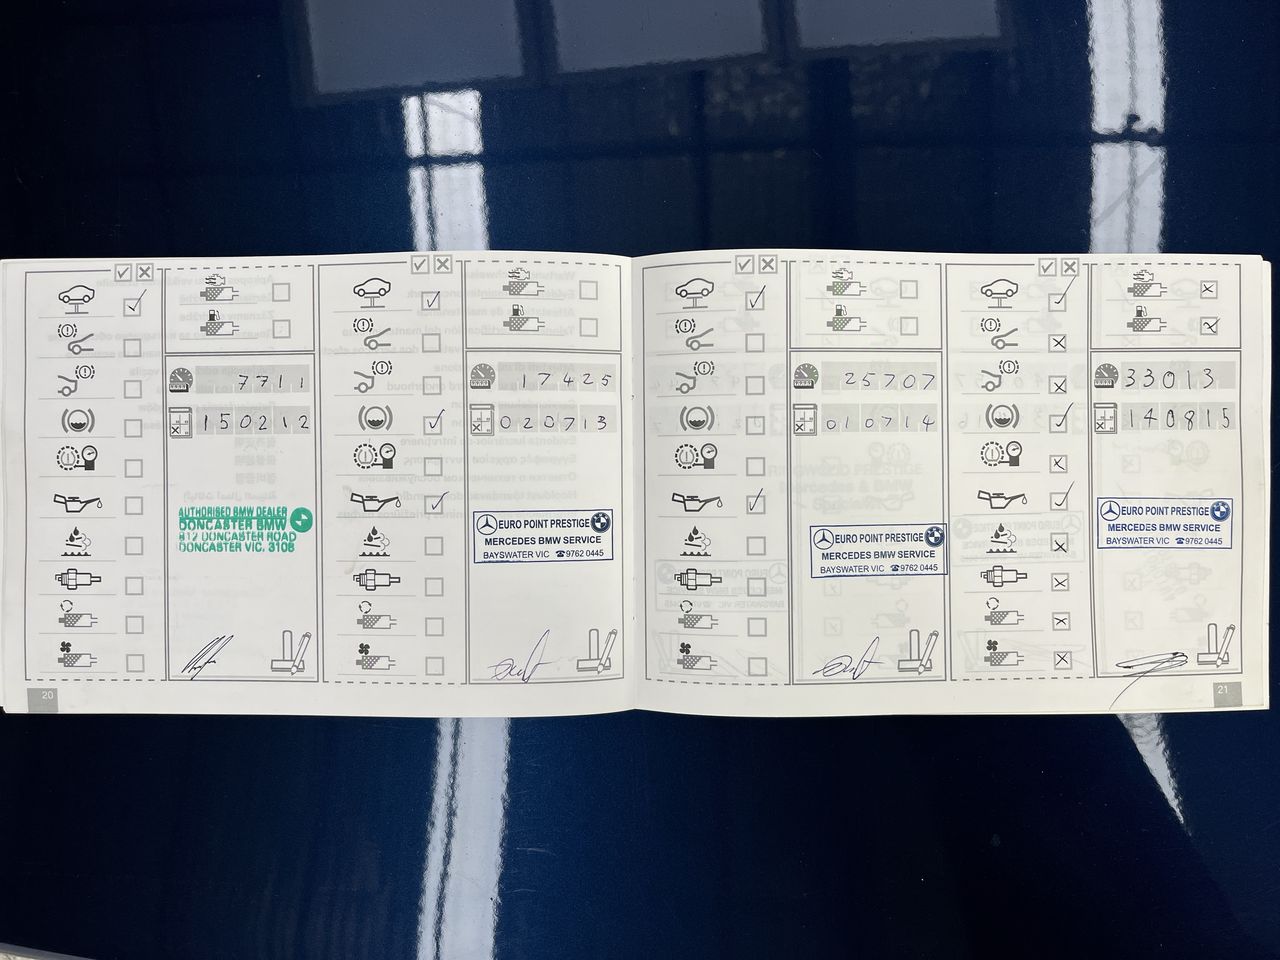 7711
150212
AUTHORISED BMW DEALER
DONCASTER BMW
812 DONCASTER ROAD
DONCASTER VIC. 3108
20
17425
020713
EURO POINT PRESTIGE
MERCEDES BMW SERVICE
BAYSWATER VIC ☎9762 0445
25707
010714
EURO POINT PRESTIGE
MERCEDES BMW SERVICE
BAYSWATER VIC ☎9762 0445
33013
140815
EURO POINT PRESTIGE
MERCEDES BMW SERVICE
BAYSWATER VIC ☎9762 0445
21